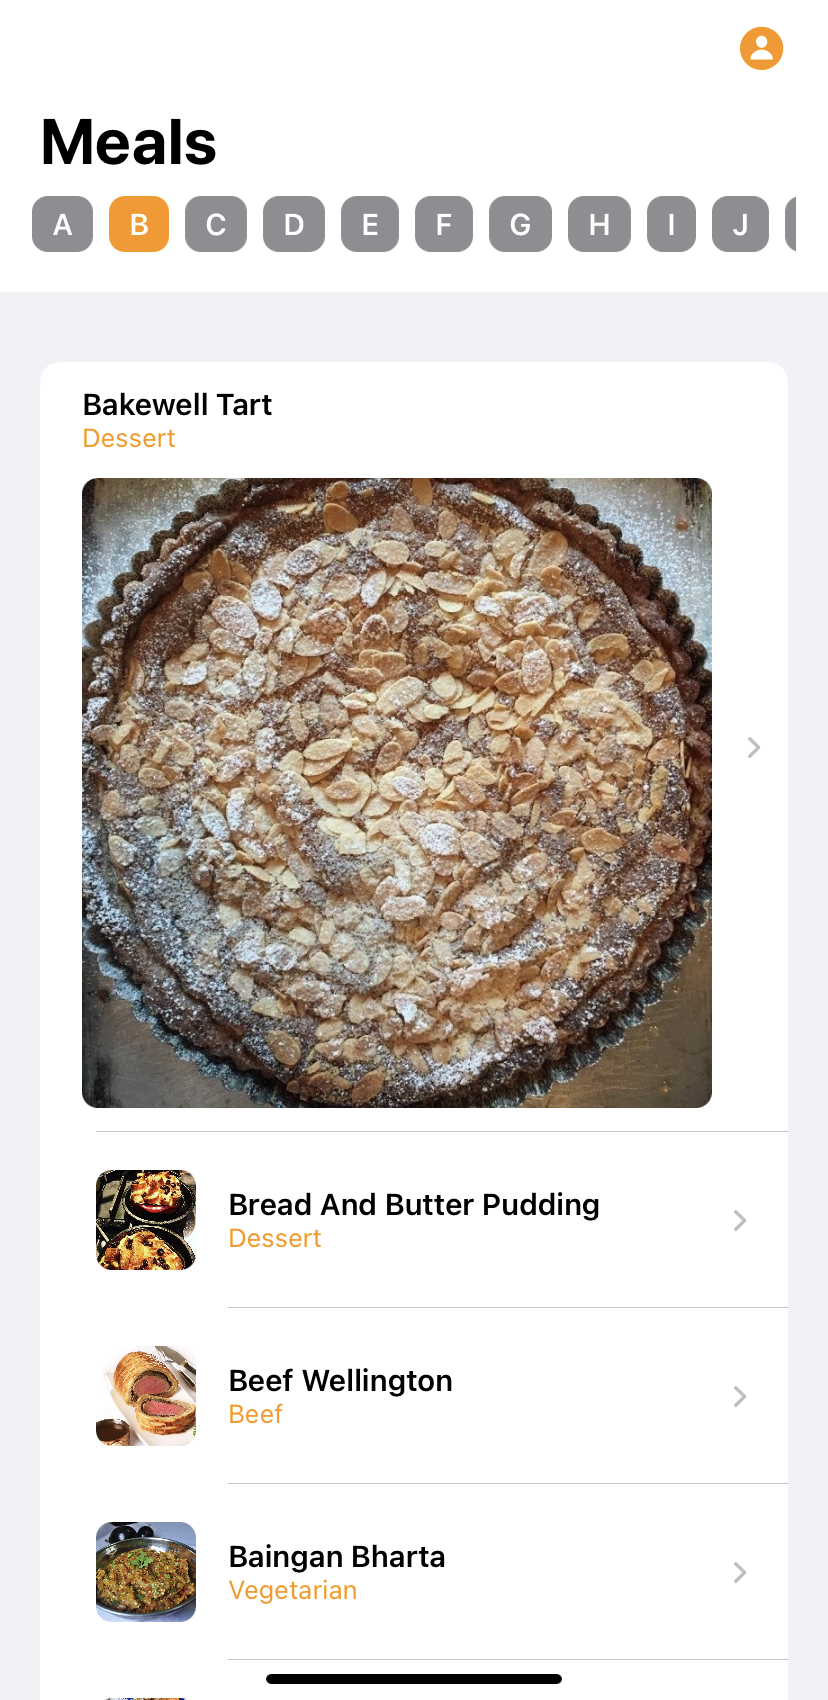 Meals
A B C D E F G H I J
Bakewell Tart
Dessert
Bread And Butter Pudding
Dessert
Beef Wellington
Beef
Baingan Bharta
Vegetarian